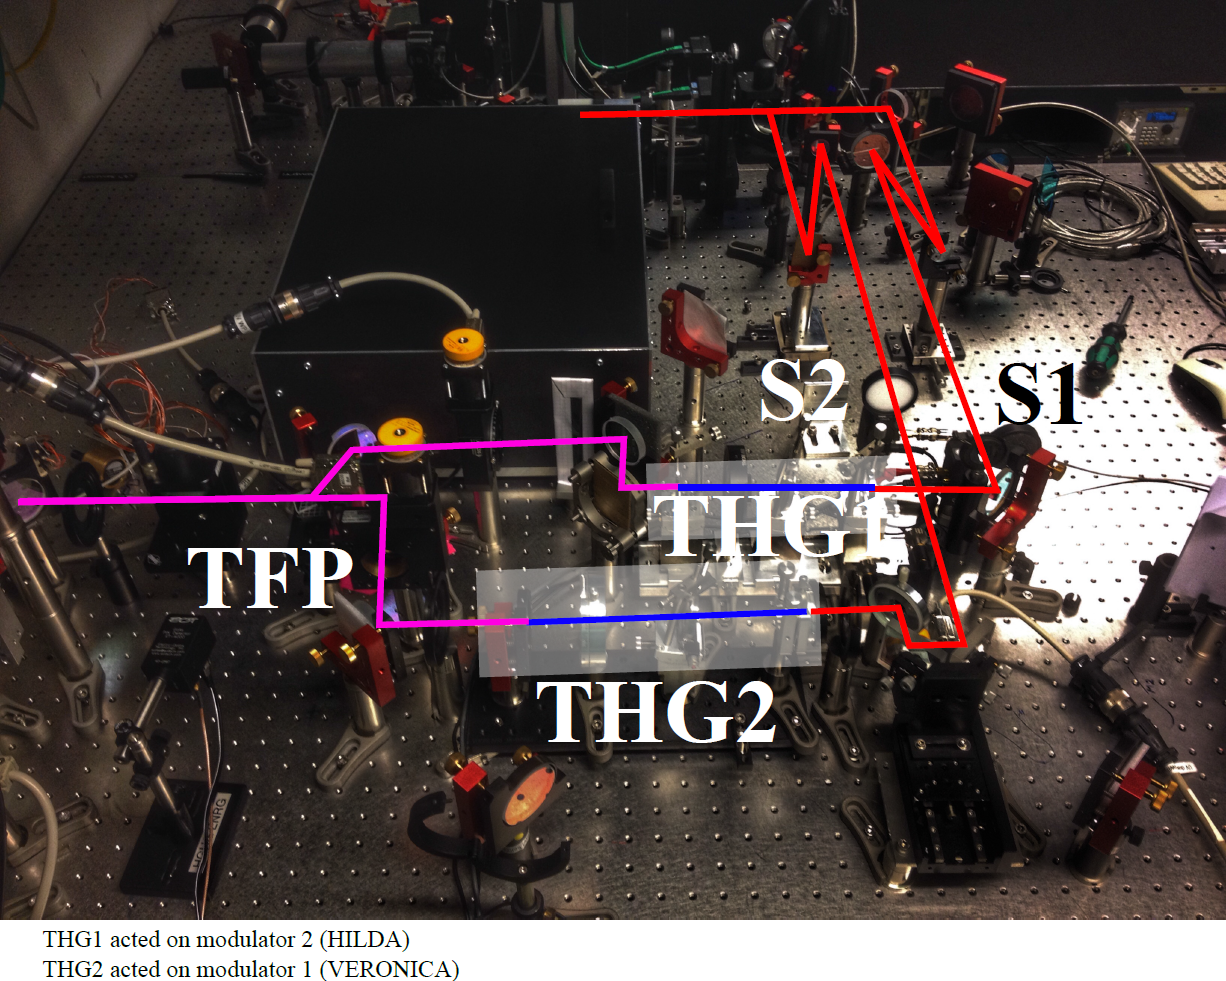 S2
S1
THG1
TFP
THG2
THG1 acted on modulator 2 (HILDA)
THG2 acted on modulator 1 (VERONICA)